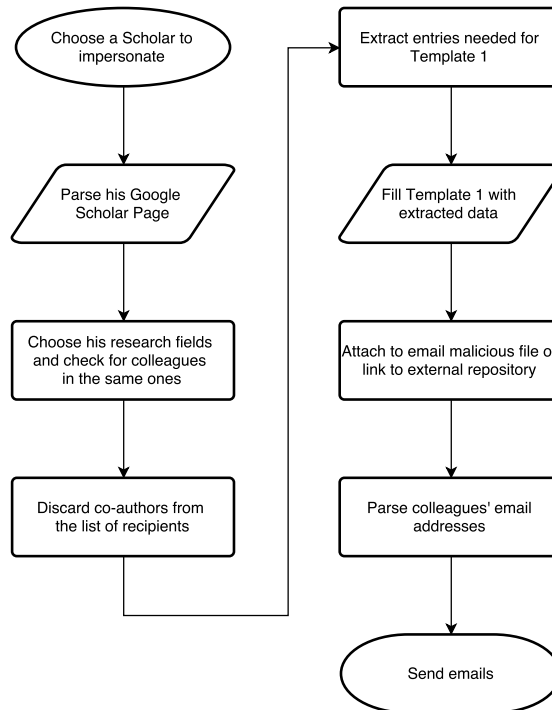 Choose a Scholar to
impersonate
Parse his Google
Scholar Page
Choose his research fields
and check for colleagues
in the same ones
Discard co-authors from
the list of recipients
Extract entries needed for
Template 1
Fill Template 1 with
extracted data
Attach to email malicious file o
link to external repository
Parse colleagues' email
addresses
Send emails